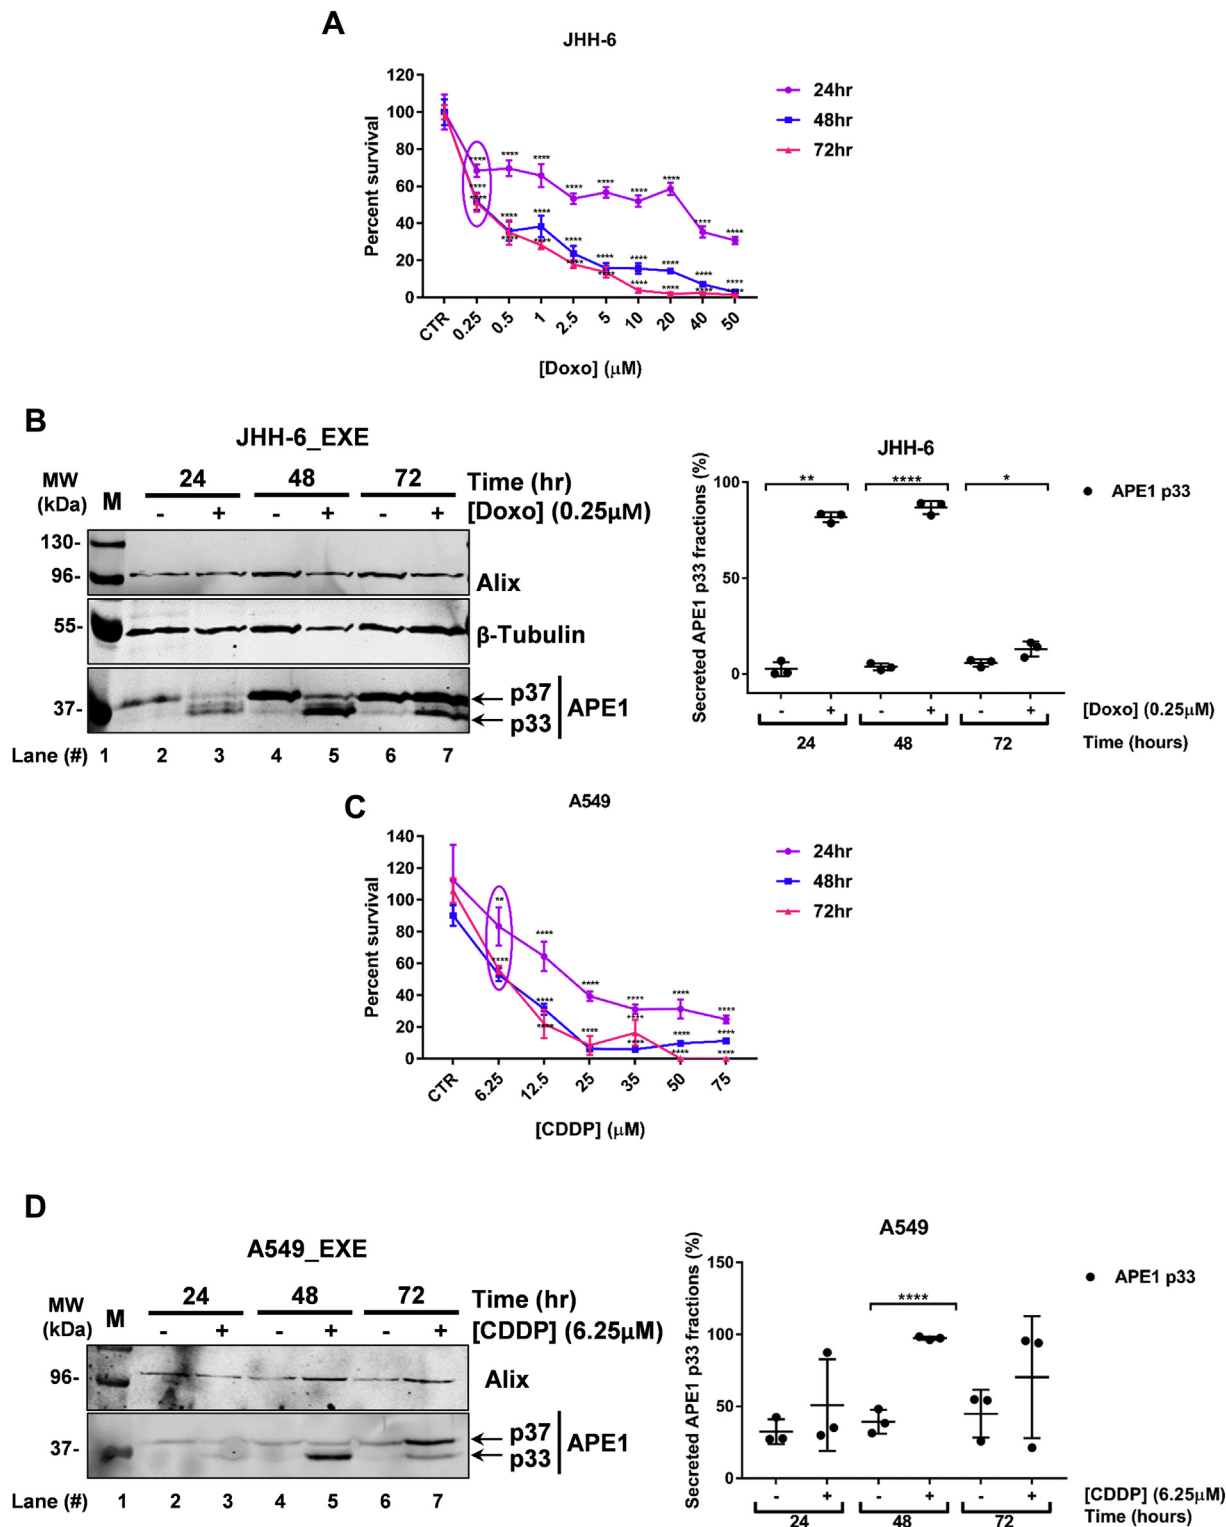 A
JHH-6
120
100
80
60
40
20
0
Percent survival
CTR 0.25 0.5 1 2.5 5 10 20 40 50
[Doxo] (µM)
24hr
48hr
72hr
**** **** **** **** **** **** **** **** ****
B
JHH-6_EXE
MW (kDa) M 24 48 72 Time (hr)
- + - + - + [Doxo] (0.25µM)
130-
96-
Alix
55-
β-Tubulin
37-
p37
p33
APE1
Lane (#) 1 2 3 4 5 6 7
JHH-6
Secreted APE1 p33 fractions (%)
100
50
0
** **** *
APE1 p33
- + - + - + [Doxo] (0.25µM)
24 48 72 Time (hours)
C
A549
140
120
100
80
60
40
20
0
Percent survival
CTR 6.25 12.5 25 35 50 75
[CDDP] (µM)
24hr
48hr
72hr
** **** **** **** **** ****
D
A549_EXE
MW (kDa) M 24 48 72 Time (hr)
- + - + - + [CDDP] (6.25µM)
96-
Alix
37-
p37
p33
APE1
Lane (#) 1 2 3 4 5 6 7
A549
Secreted APE1 p33 fractions (%)
150
100
50
0
****
APE1 p33
- + - + - + [CDDP] (6.25µM)
24 48 72 Time (hours)